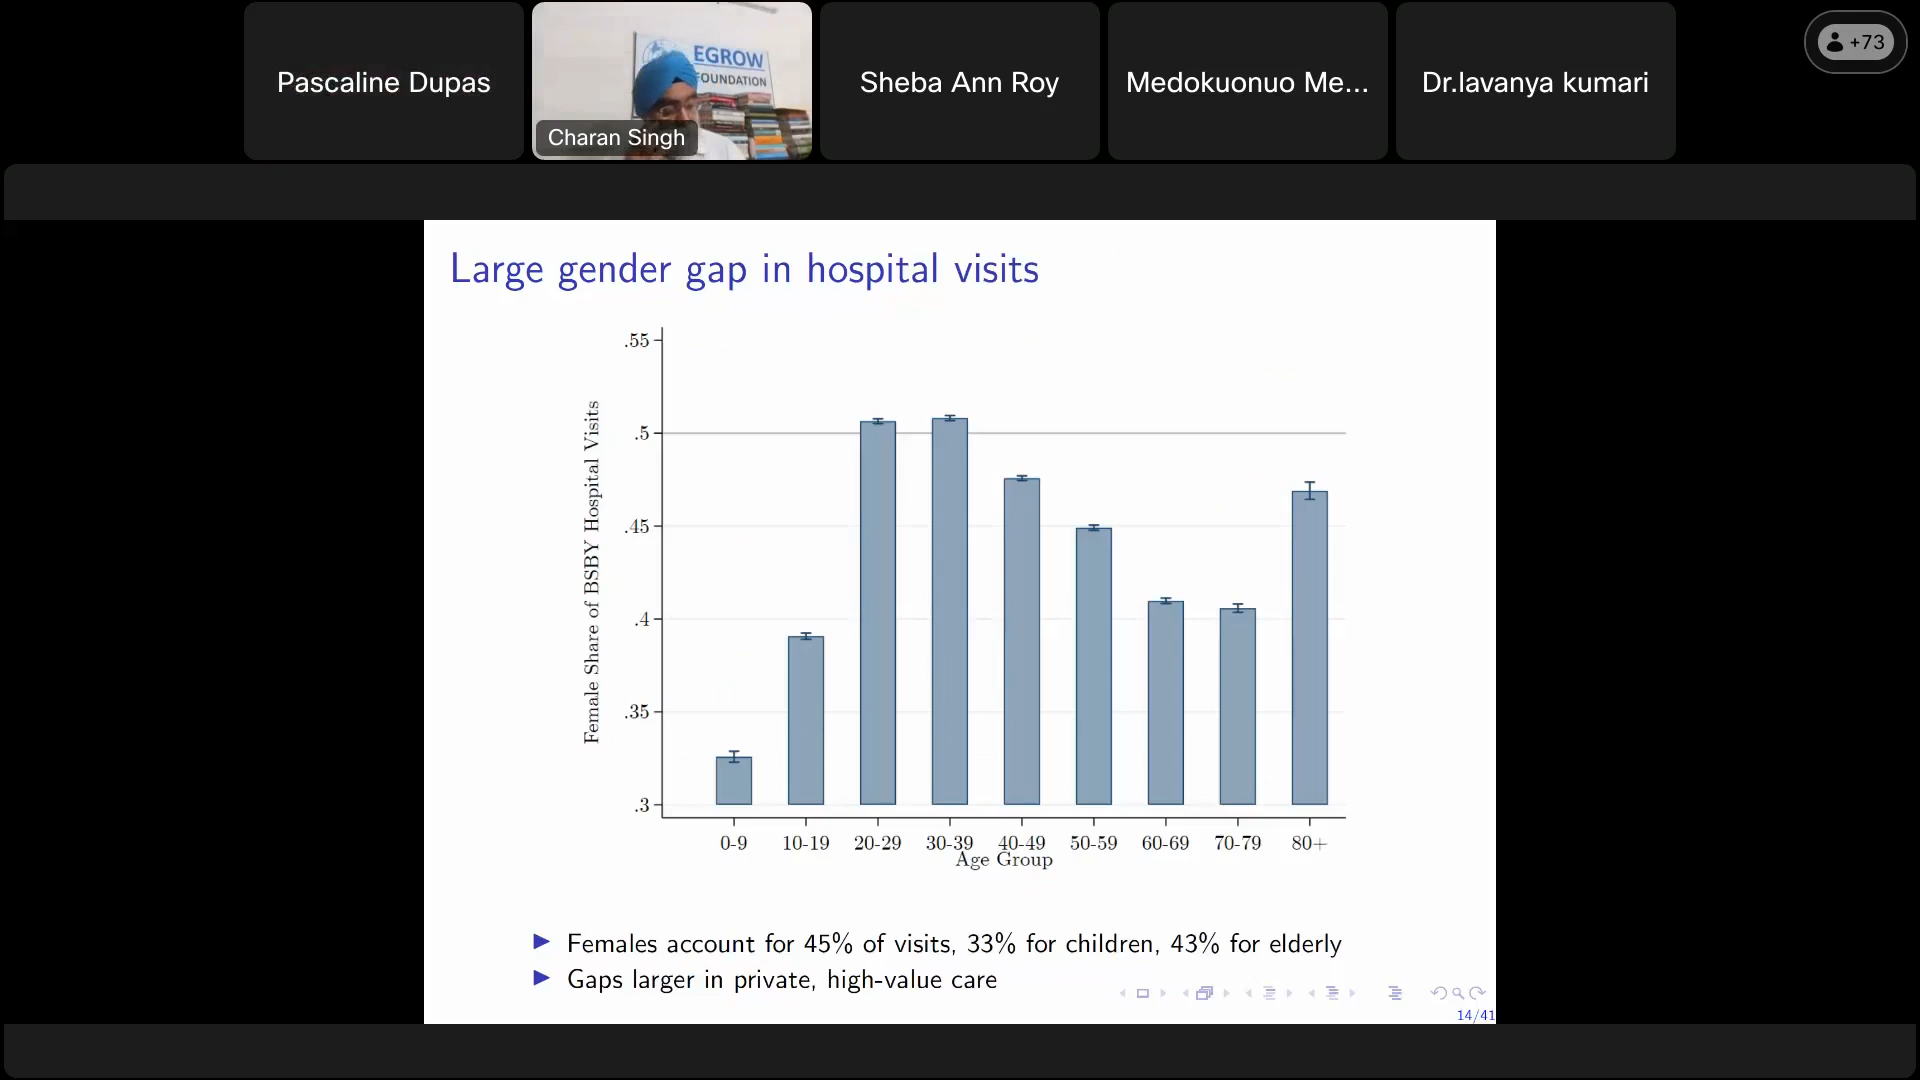 Pascaline Dupas
EGROW
FOUNDATION
Charan Singh
Sheba Ann Roy
Medokuonuo Me...
Dr.lavanya kumari
+73
Large gender gap in hospital visits
Female Share of BSBY Hospital Visits
.55
.5
.45
.4
.35
.3
0-9 10-19 20-29 30-39 40-49 50-59 60-69 70-79 80+
Age Group
Females account for 45% of visits, 33% for children, 43% for elderly
Gaps larger in private, high-value care
14/41